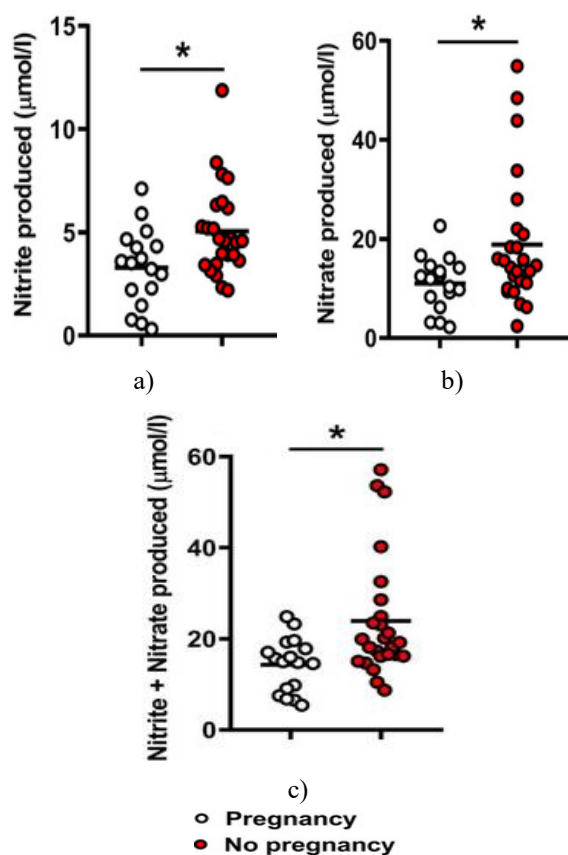 Nitrite produced (μmol/l)
15
10
5
0
*
a)
Nitrate produced (μmol/l)
60
40
20
0
*
b)
Nitrite + Nitrate produced (μmol/l)
60
40
20
0
*
c)
Pregnancy
No pregnancy